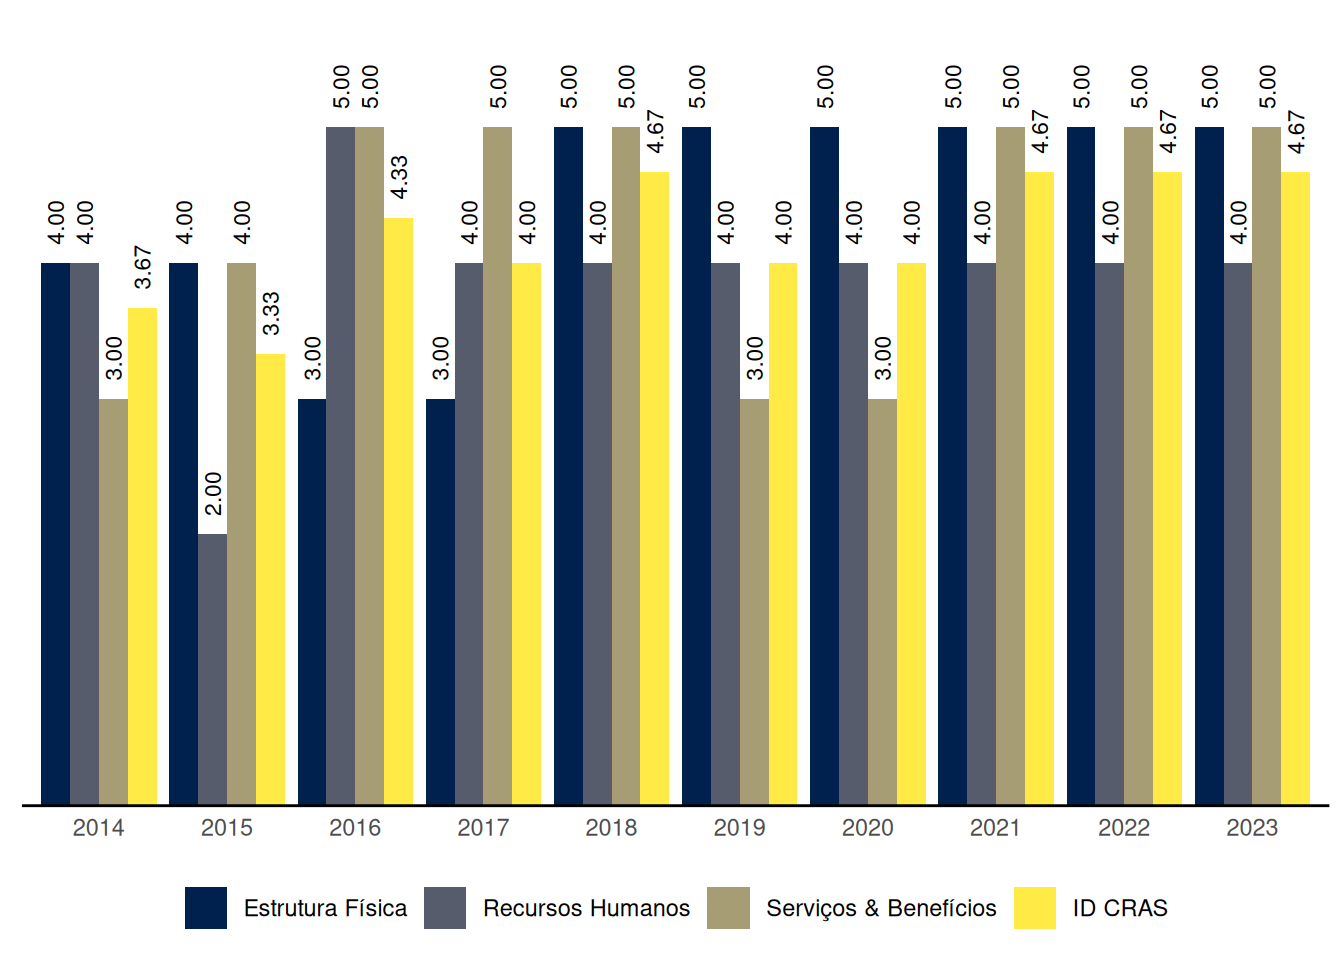 4.00 4.00 3.00 3.67 4.00 2.00 4.00 3.33 3.00 5.00 5.00 4.33 3.00 4.00 5.00 4.00 5.00 4.00 5.00 4.67 5.00 4.00 3.00 4.00 5.00 4.00 3.00 4.00 5.00 4.00 5.00 4.67 5.00 4.00 5.00 4.67 5.00 4.00 5.00 4.67
2014 2015 2016 2017 2018 2019 2020 2021 2022 2023
Estrutura Física Recursos Humanos Serviços & Benefícios ID CRAS